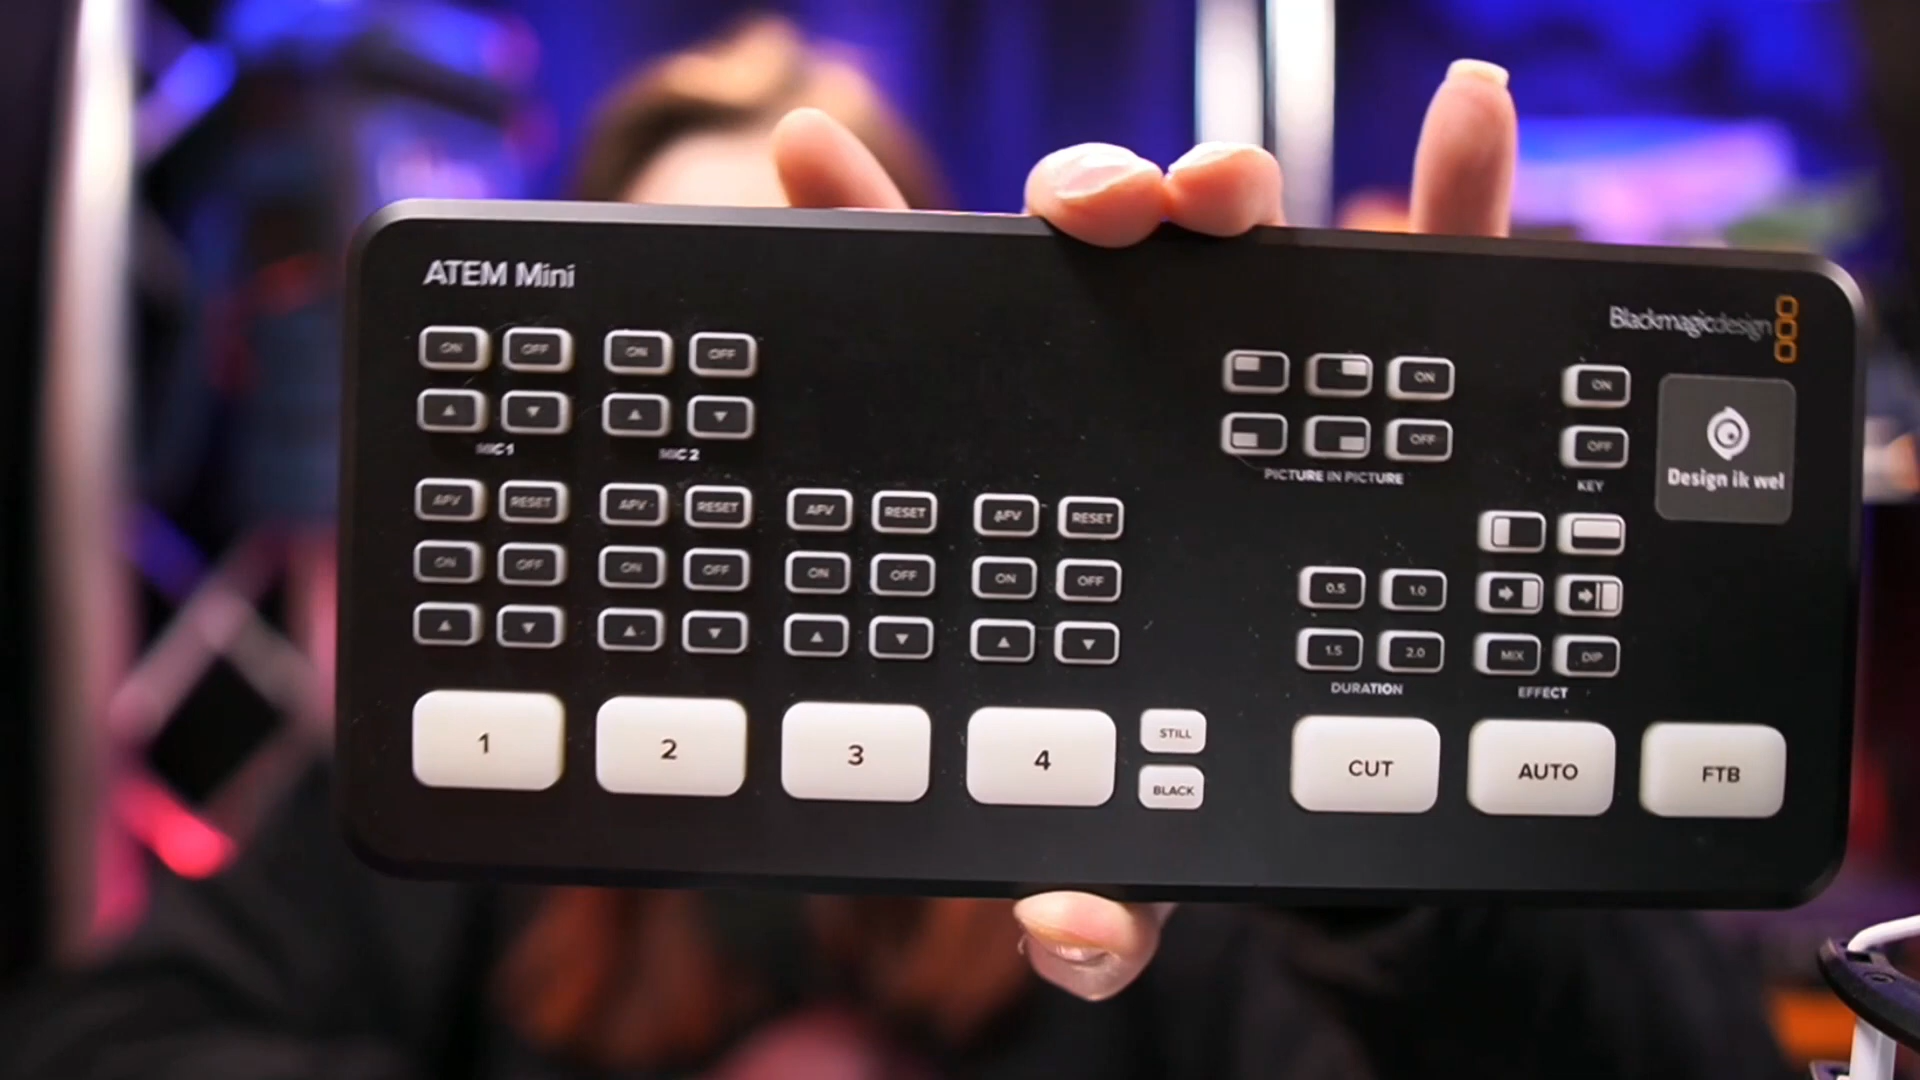 ATEM Mini
Blackmagicdesign
ON OFF ON OFF
ON ON
MIC 1 MIC 2
OFF OFF
PICTURE IN PICTURE
KEY
Design ik wel
AFV RESET AFV RESET AFV RESET AFV RESET
ON OFF ON OFF ON OFF ON OFF
0.5 1.0
1.5 2.0 MIX DIP
DURATION EFFECT
1 2 3 4 STILL CUT AUTO FTB
BLACK